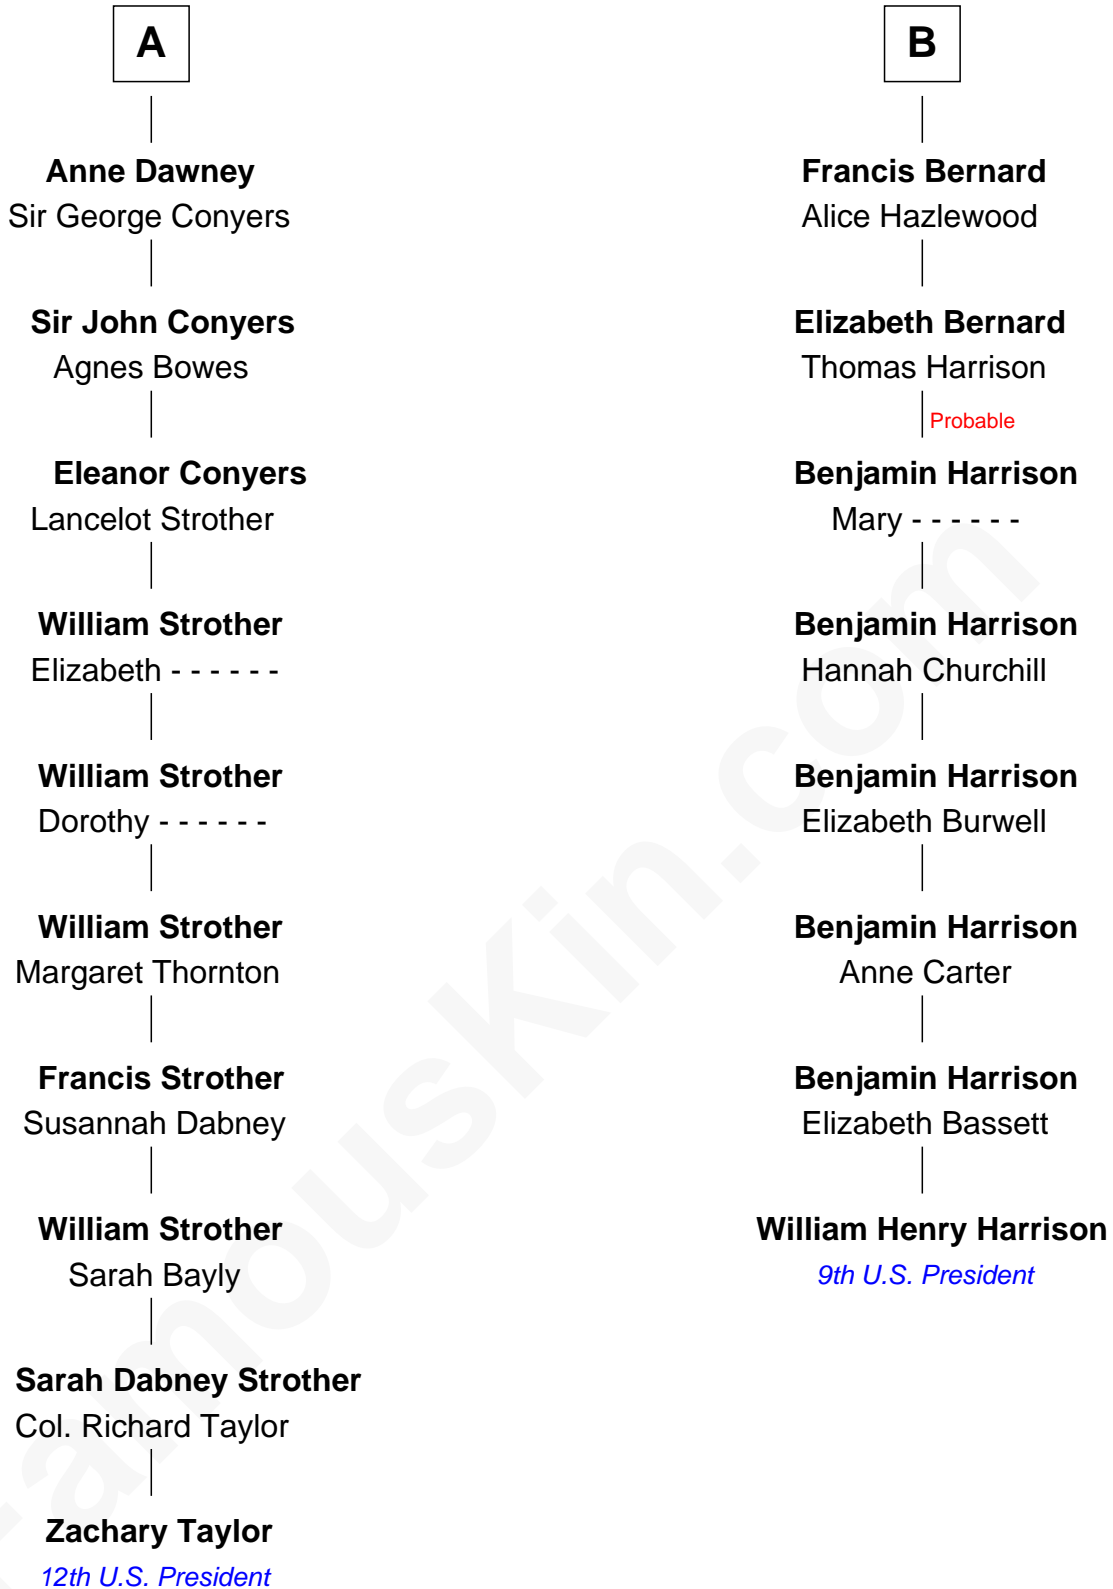 A
Anne Dawney
Sir George Conyers
Sir John Conyers
Agnes Bowes
Eleanor Conyers
Lancelot Strother
William Strother
Elizabeth - - - - - -
William Strother
Dorothy - - - - - -
William Strother
Margaret Thornton
Francis Strother
Susannah Dabney
William Strother
Sarah Bayly
Sarah Dabney Strother
Col. Richard Taylor
Zachary Taylor
12th U.S. President
B
Francis Bernard
Alice Hazlewood
Elizabeth Bernard
Thomas Harrison
Probable
Benjamin Harrison
Mary - - - - - -
Benjamin Harrison
Hannah Churchill
Benjamin Harrison
Elizabeth Burwell
Benjamin Harrison
Anne Carter
Benjamin Harrison
Elizabeth Bassett
William Henry Harrison
9th U.S. President
FamousKin.com